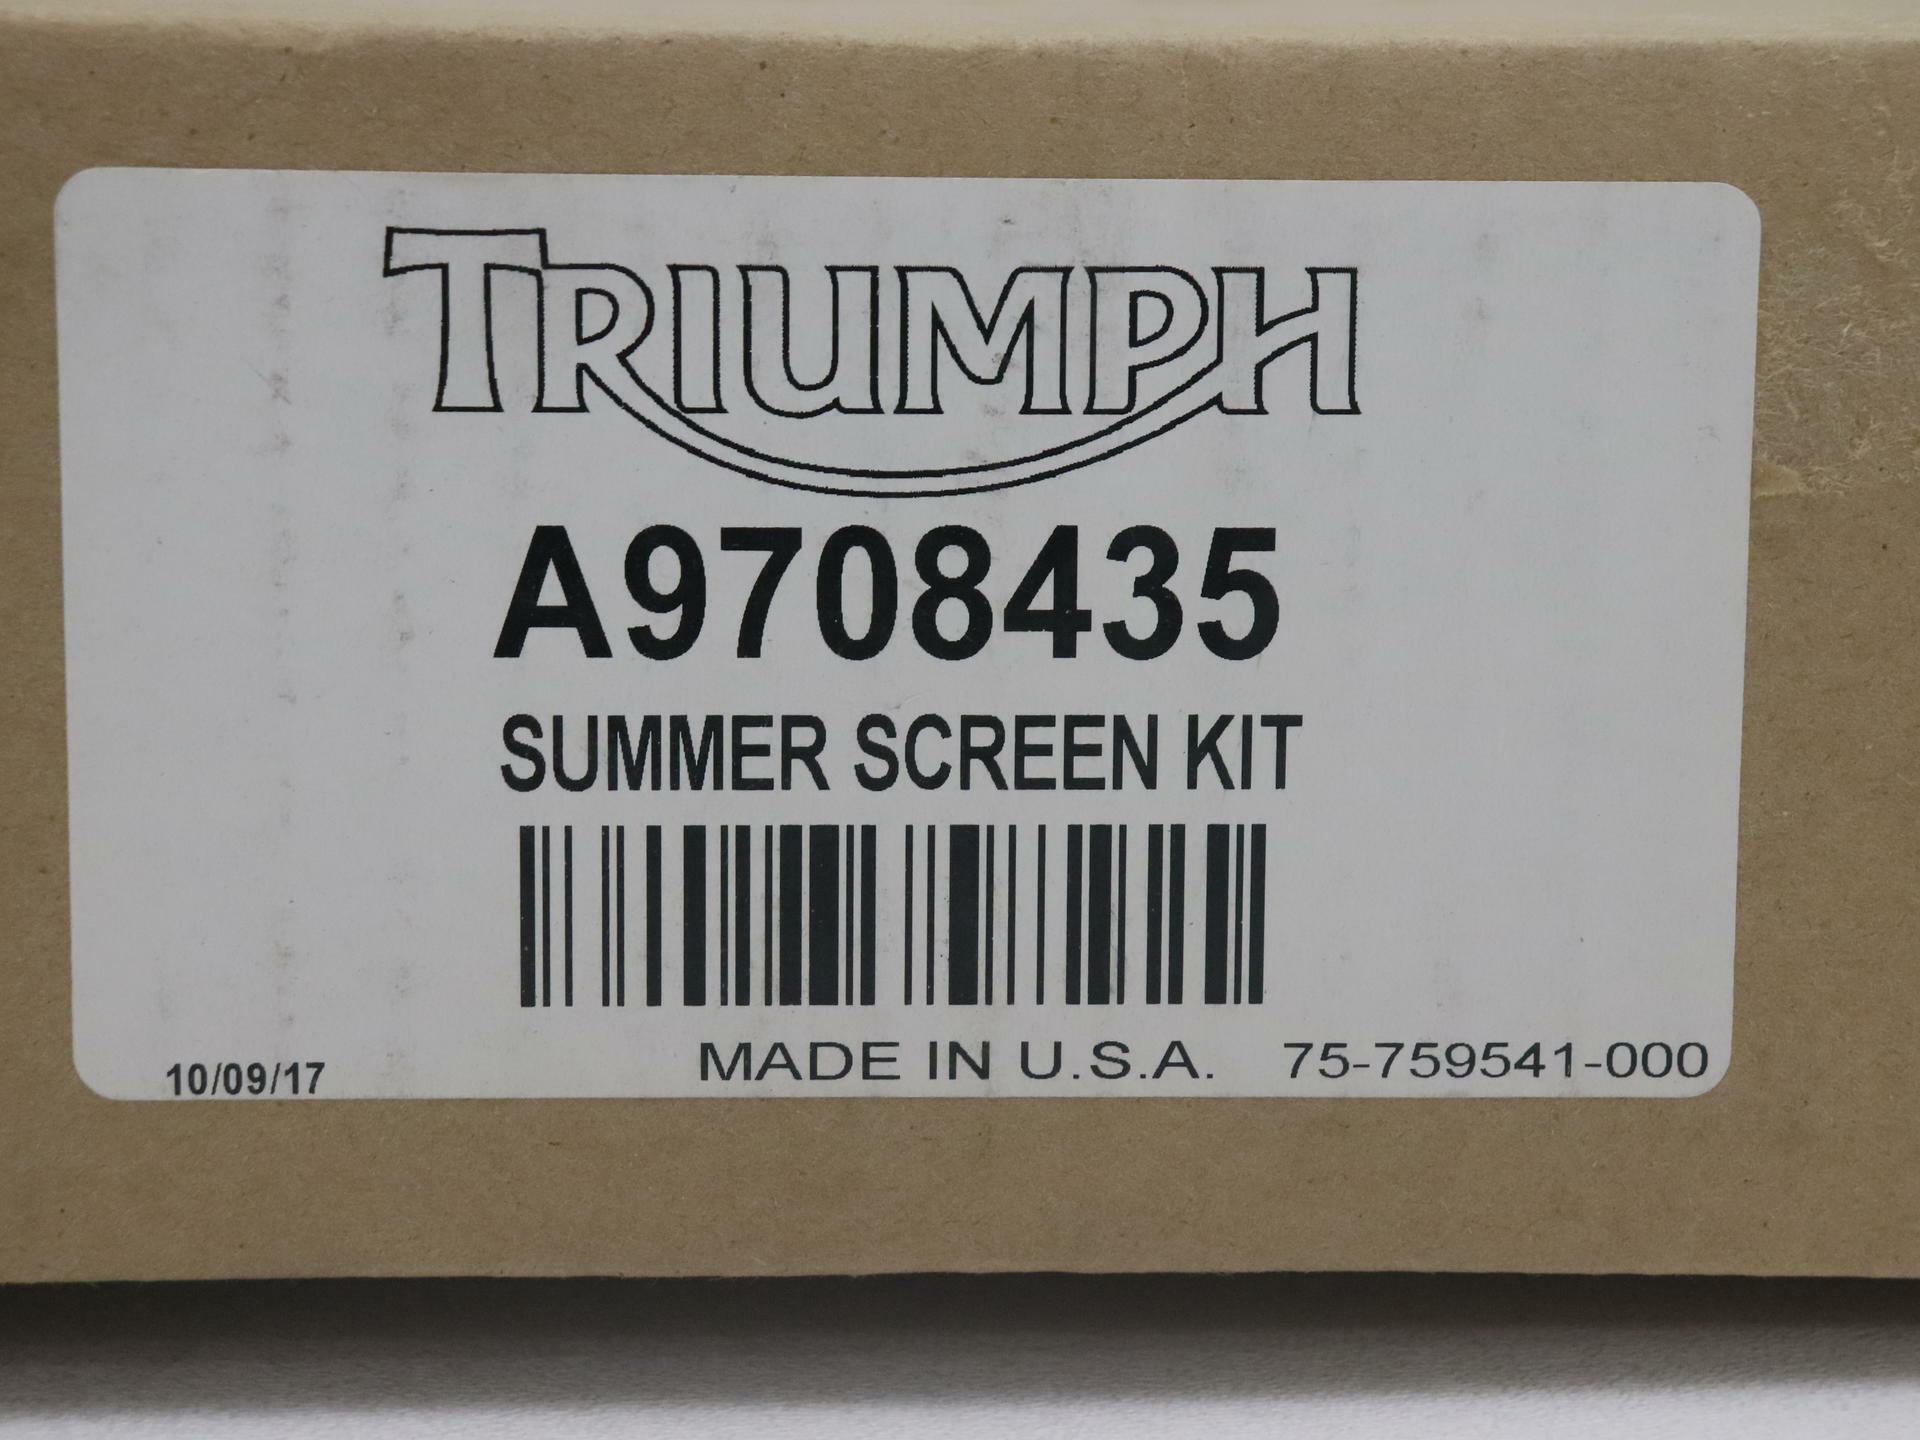 TRIUMPH
A9708435
SUMMER SCREEN KIT
10/09/17 MADE IN U.S.A. 75-759541-000